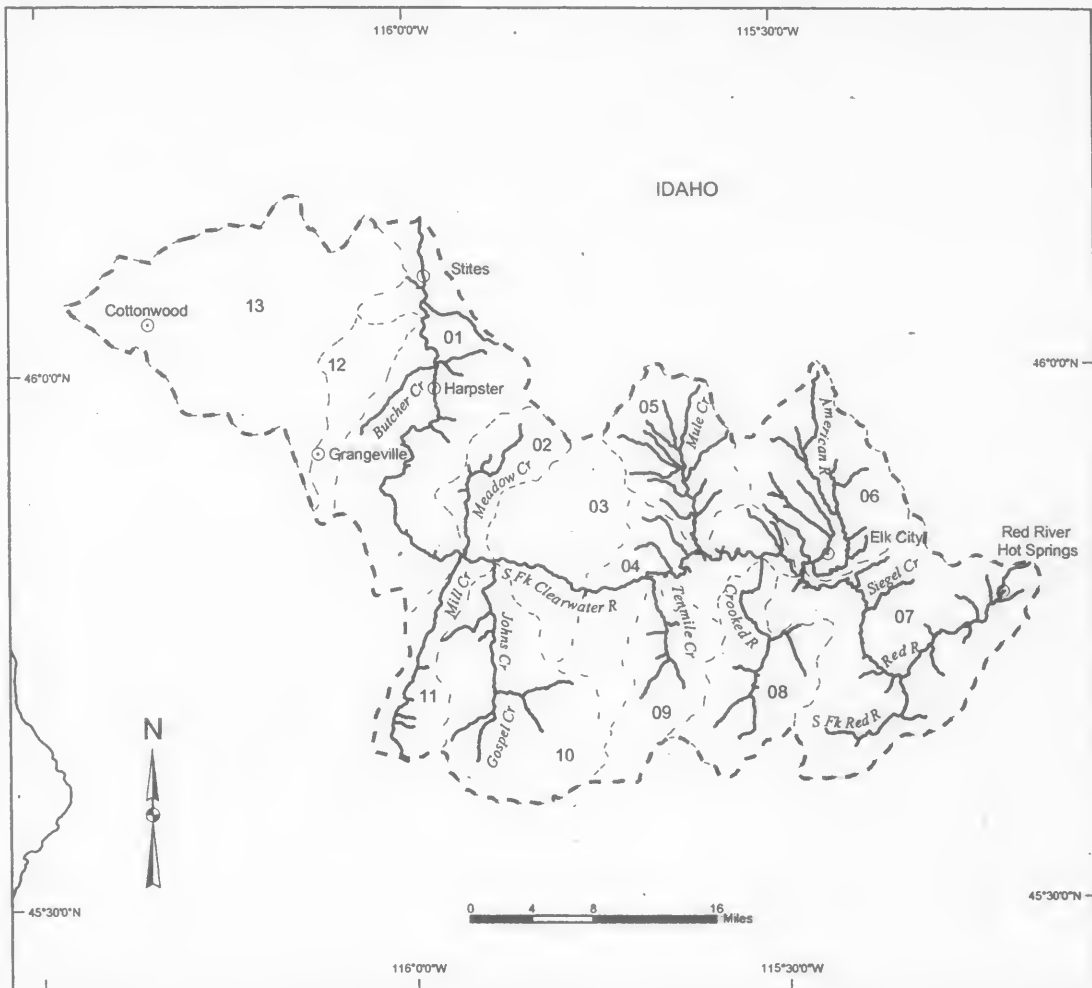 116°0'0"W
115°30'0"W
IDAHO
Stites
13
Cottonwood
01
12
46°0'0"N
46°0'0"N
Harpster
Butcher Cr
05
Mule Cr
American R
02
Grangeville
Meadow Cr
03
06
Elk City
Red River
Hot Springs
04
Siegel Cr
Mill Cr
S Fk Clearwater R
Tenmile Cr
Crooked R
07
Johns Cr
Red R
11
08
09
S Fk Red R
Gospel Cr
10
N
45°30'0"N
45°30'0"N
0 4 8 16
Miles
116°0'0"W
115°30'0"W